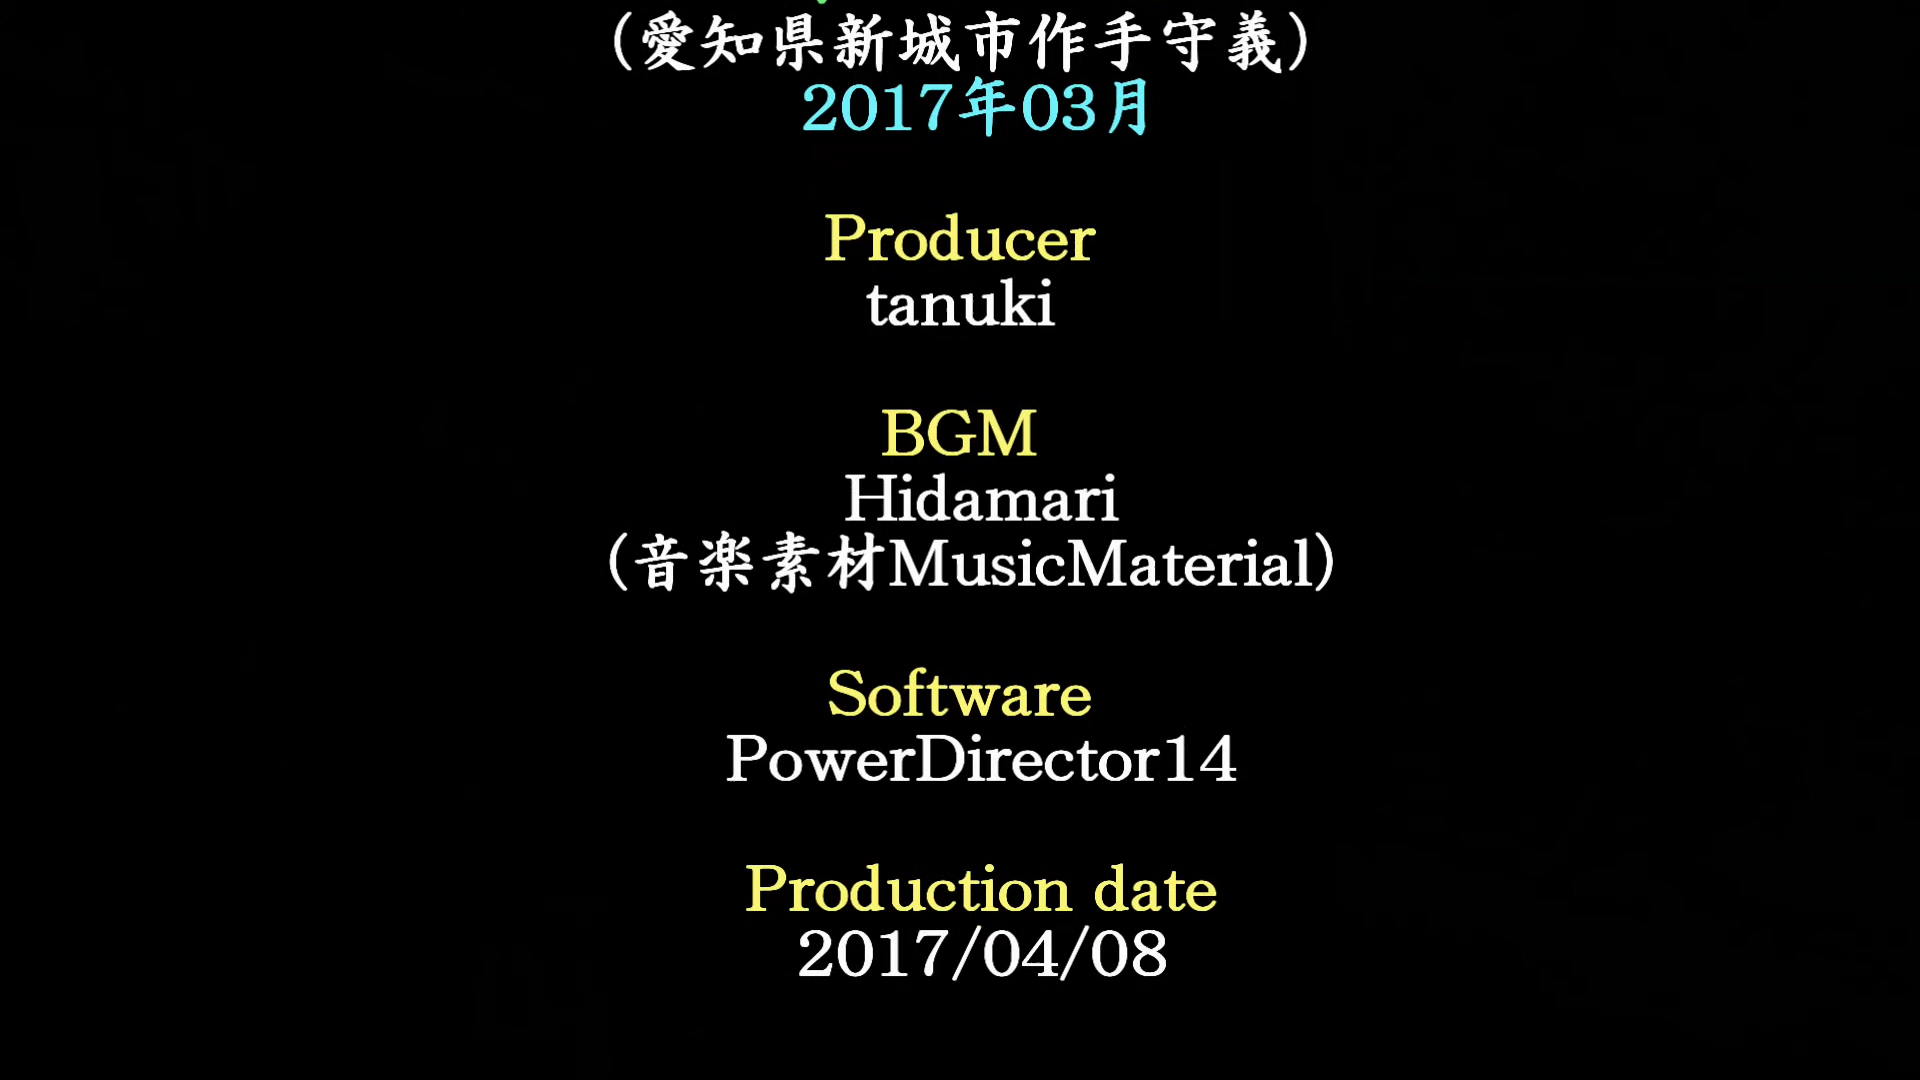 (愛知県新城市作手守義)
2017年03月
Producer
tanuki
BGM
Hidamari
(音楽素材MusicMaterial)
Software
PowerDirector14
Production date
2017/04/08